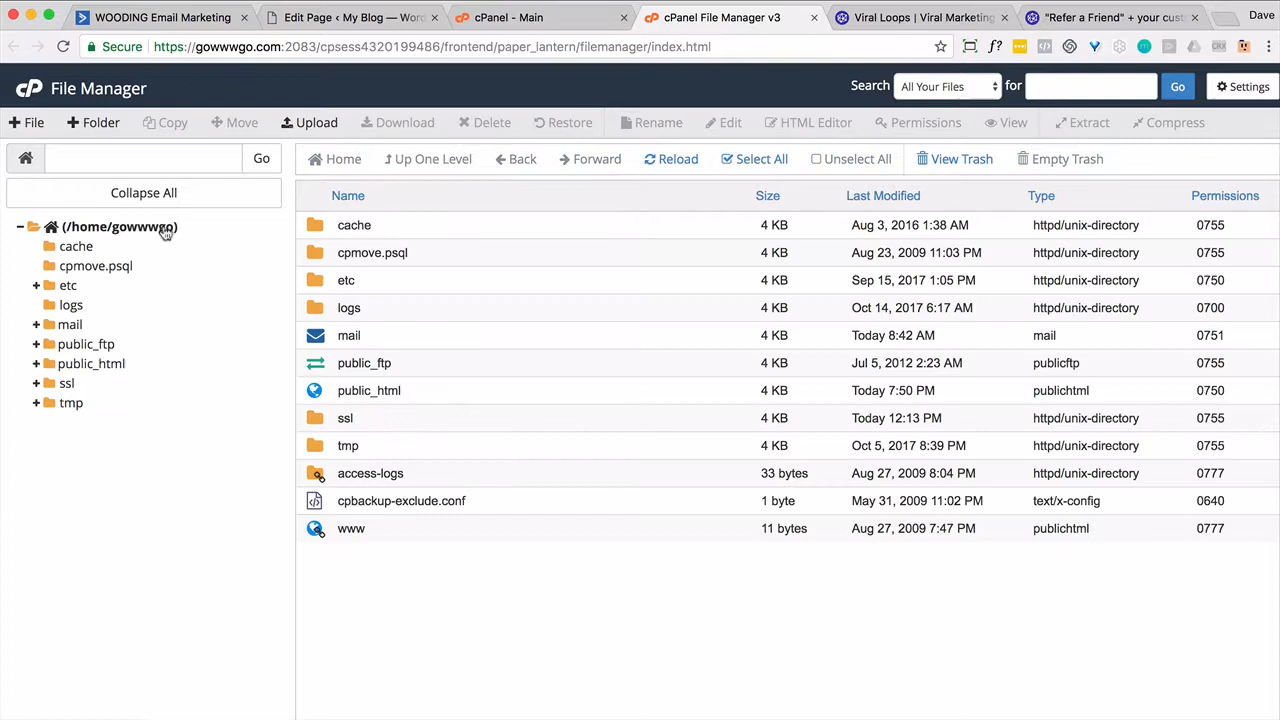 WOODING Email Marketing
Edit Page ‹ My Blog — Word
cPanel - Main
cPanel File Manager v3
Viral Loops | Viral Marketing
"Refer a Friend" + your cust
Dave
Secure
https://gowwwgo.com:2083/cpsess4320199486/frontend/paper_lantern/filemanager/index.html
f?
CRX
cP File Manager
Search All Your Files for Go Settings
+ File + Folder Copy Move Upload Download Delete Restore Rename Edit HTML Editor Permissions View Extract Compress
Go
Home Up One Level Back Forward Reload Select All Unselect All View Trash Empty Trash
Collapse All
Name Size Last Modified Type Permissions
(/home/gowwwgo)
cache
cpmove.psql
etc
logs
mail
public_ftp
public_html
ssl
tmp
cache 4 KB Aug 3, 2016 1:38 AM httpd/unix-directory 0755
cpmove.psql 4 KB Aug 23, 2009 11:03 PM httpd/unix-directory 0755
etc 4 KB Sep 15, 2017 1:05 PM httpd/unix-directory 0750
logs 4 KB Oct 14, 2017 6:17 AM httpd/unix-directory 0700
mail 4 KB Today 8:42 AM mail 0751
public_ftp 4 KB Jul 5, 2012 2:23 AM publicftp 0755
public_html 4 KB Today 7:50 PM publichtml 0750
ssl 4 KB Today 12:13 PM httpd/unix-directory 0755
tmp 4 KB Oct 5, 2017 8:39 PM httpd/unix-directory 0755
access-logs 33 bytes Aug 27, 2009 8:04 PM httpd/unix-directory 0777
cpbackup-exclude.conf 1 byte May 31, 2009 11:02 PM text/x-config 0640
www 11 bytes Aug 27, 2009 7:47 PM publichtml 0777